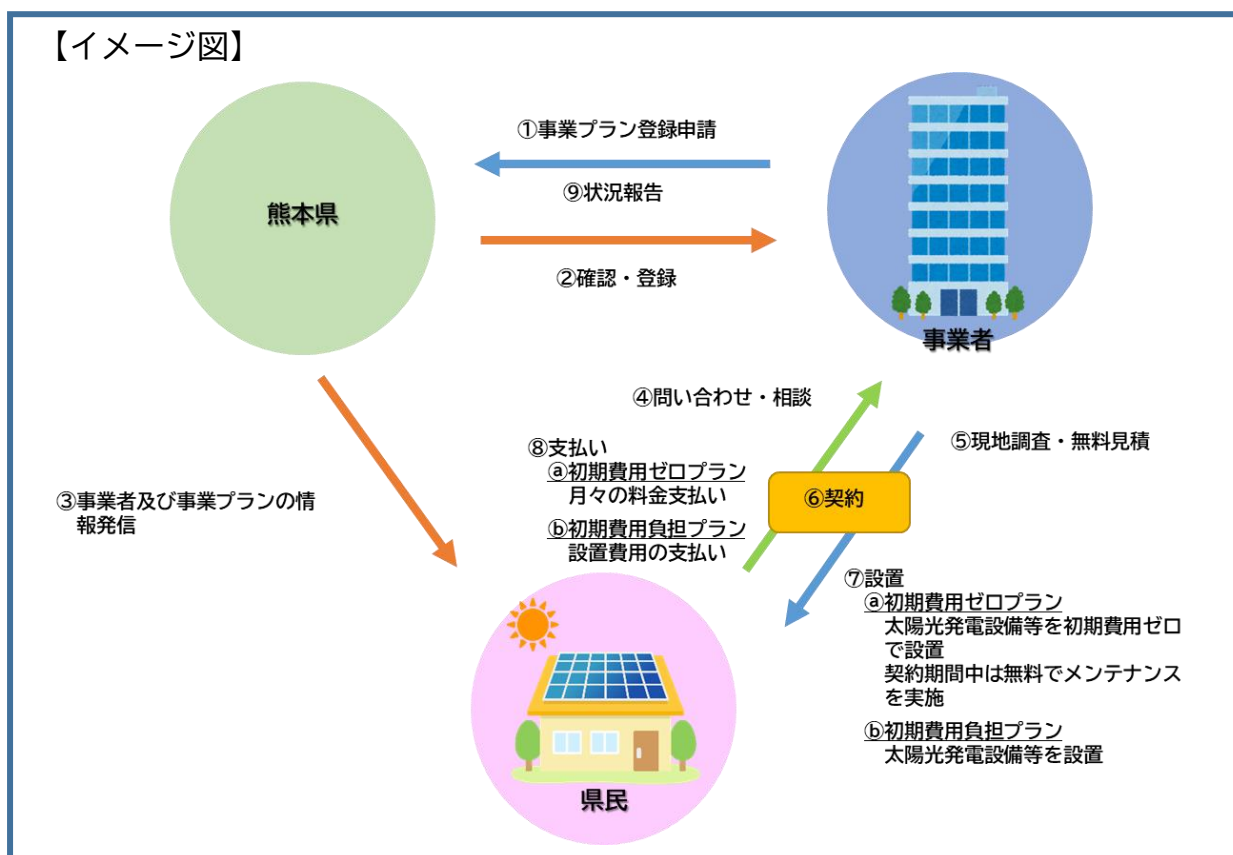 【イメージ図】
①事業プラン登録申請
⑨状況報告
熊本県
②確認・登録
事業者
④問い合わせ・相談
⑤現地調査・無料見積
⑧支払い
ⓐ初期費用ゼロプラン
月々の料金支払い
ⓑ初期費用負担プラン
設置費用の支払い
⑥契約
③事業者及び事業プランの情
報発信
⑦設置
ⓐ初期費用ゼロプラン
太陽光発電設備等を初期費用ゼロ
で設置
契約期間中は無料でメンテナンス
を実施
ⓑ初期費用負担プラン
太陽光発電設備等を設置
県民